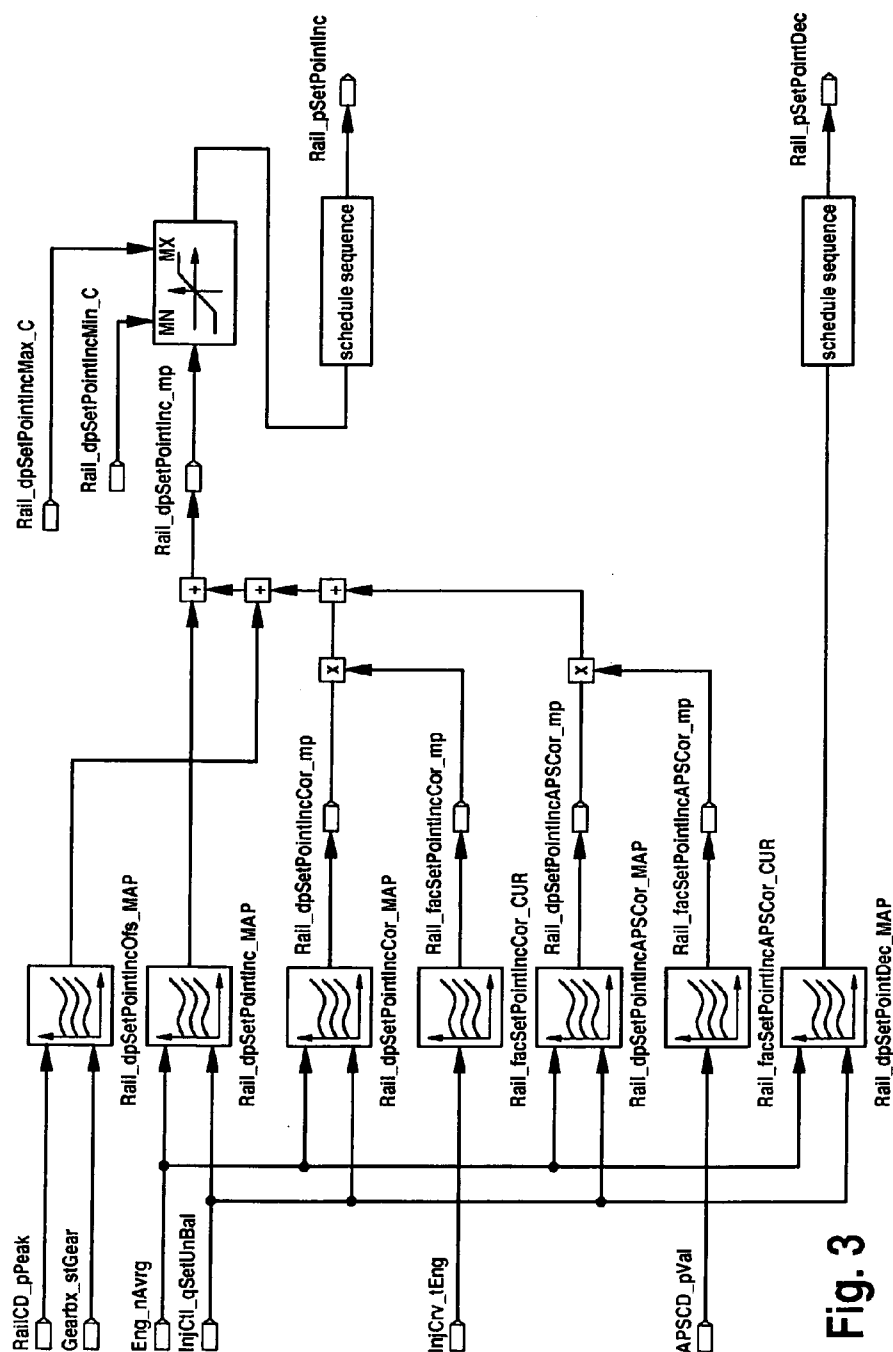 RailCD_pPeak
Gearbx_stGear
Eng_nAvrg
InjCtl_qSetUnBal
InjCrv_tEng
APSCD_pVal
Rail_dpSetPointIncOfs_MAP
Rail_dpSetPointInc_MAP
Rail_dpSetPointIncCor_MAP
Rail_facSetPointIncCor_CUR
Rail_dpSetPointIncAPSCor_MAP
Rail_facSetPointIncAPSCor_CUR
Rail_dpSetPointDec_MAP
Rail_dpSetPointIncCor_mp
Rail_facSetPointIncCor_mp
Rail_dpSetPointIncAPSCor_mp
Rail_facSetPointIncAPSCor_mp
x
x
+
+
+
Rail_dpSetPointIncMax_C
Rail_dpSetPointIncMin_C
Rail_dpSetPointInc_mp
MN
MX
schedule sequence
Rail_pSetPointInc
schedule sequence
Rail_pSetPointDec
Fig. 3